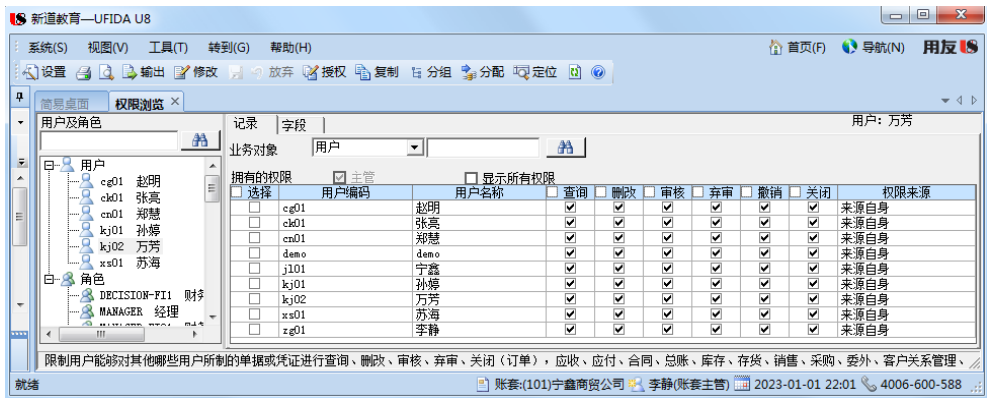 新道教育—UFIDA U8
系统(S) 视图(V) 工具(T) 转到(G) 帮助(H) 首页(F) 导航(N) 用友U8
设置 输出 修改 放弃 授权 复制 分组 分配 定位
简易桌面 权限浏览
用户及角色 记录 字段 用户: 万芳
业务对象 用户
拥有的权限 主管 显示所有权限
选择 用户编码 用户名称 查询 删改 审核 弃审 撤销 关闭 权限来源
cg01 赵明 来源自身
ck01 张亮 来源自身
cn01 郑慧 来源自身
demo demo 来源自身
jl01 宁鑫 来源自身
kj01 孙婷 来源自身
kj02 万芳 来源自身
xs01 苏海 来源自身
zg01 李静 来源自身
用户
cg01 赵明
ck01 张亮
cn01 郑慧
kj01 孙婷
kj02 万芳
xs01 苏海
角色
DECISION-FI1 财务
MANAGER 经理
限制用户能够对其他哪些用户所制的单据或凭证进行查询、删改、审核、弃审、关闭（订单），应收、应付、合同、总账、库存、存货、销售、采购、委外、客户关系管理、
就绪 账套:(101)宁鑫商贸公司 李静(账套主管) 2023-01-01 22:01 4006-600-588